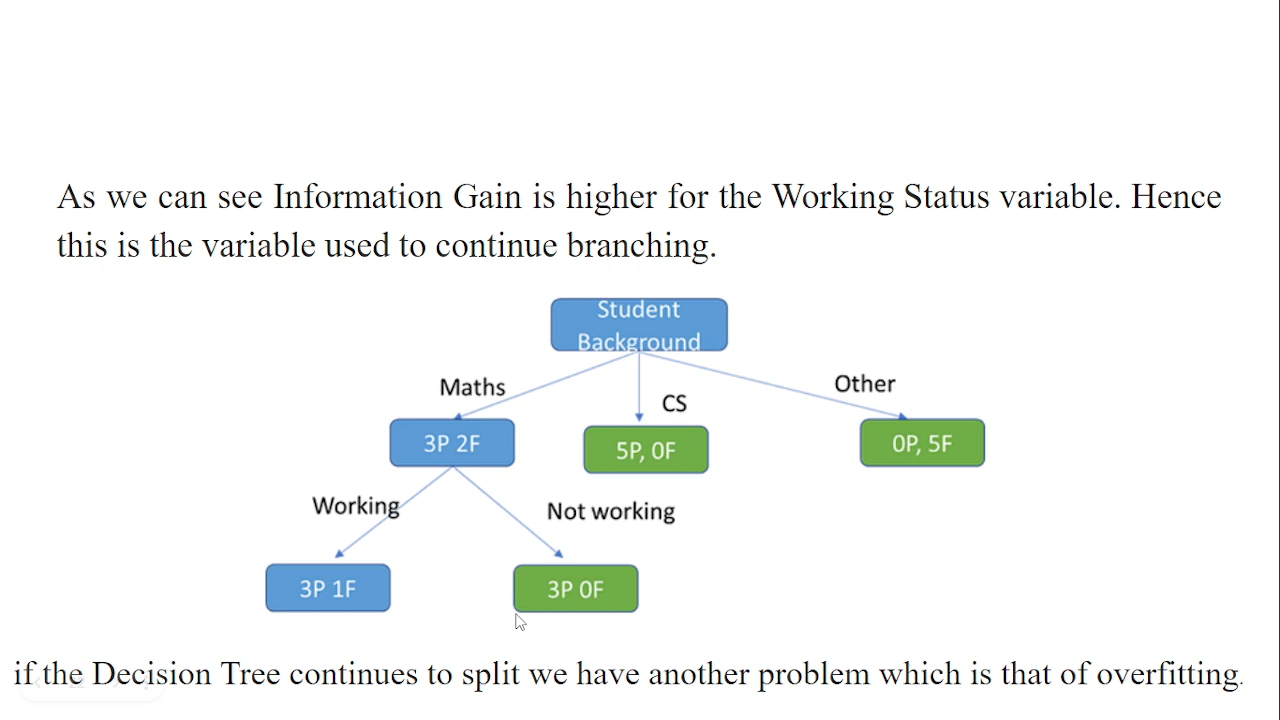 As we can see Information Gain is higher for the Working Status variable. Hence
this is the variable used to continue branching.
Student
Background
Maths
CS
Other
3P 2F
5P, 0F
0P, 5F
Working
Not working
3P 1F
3P 0F
if the Decision Tree continues to split we have another problem which is that of overfitting.